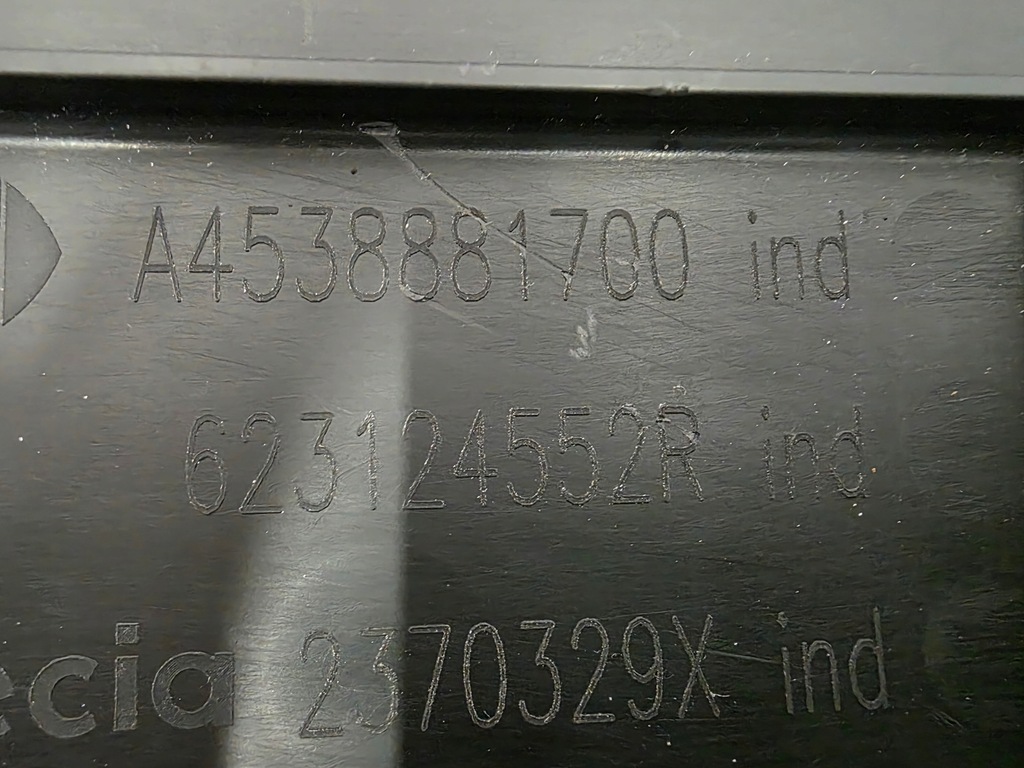 A4538881700 ind
623124552R ind
ecia 2370329X ind